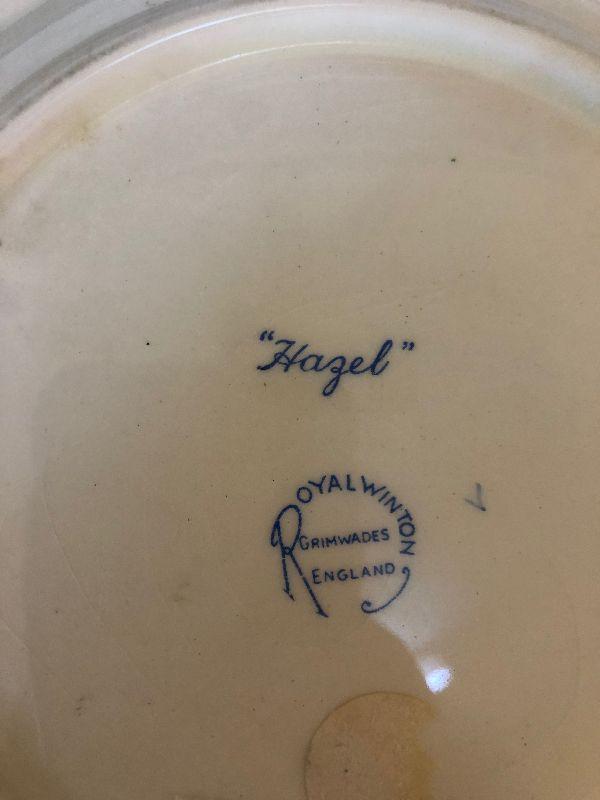 "Hazel"
ROYAL WINTON
GRIMWADES
ENGLAND